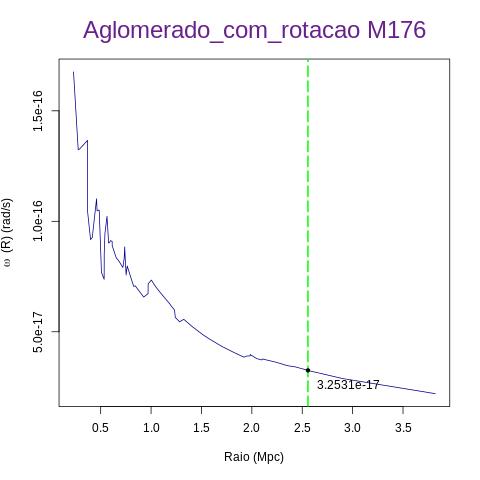 Aglomerado_com_rotacao M176
1.5e-16
1.0e-16
5.0e-17
ω (R) (rad/s)
3.2531e-17
0.5 1.0 1.5 2.0 2.5 3.0 3.5
Raio (Mpc)